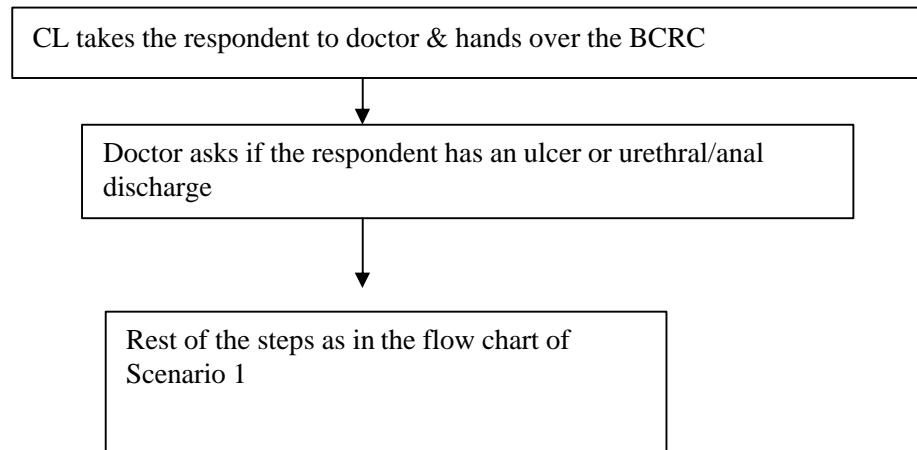 CL takes the respondent to doctor & hands over the BCRC
Doctor asks if the respondent has an ulcer or urethral/anal
discharge
Rest of the steps as in the flow chart of
Scenario 1